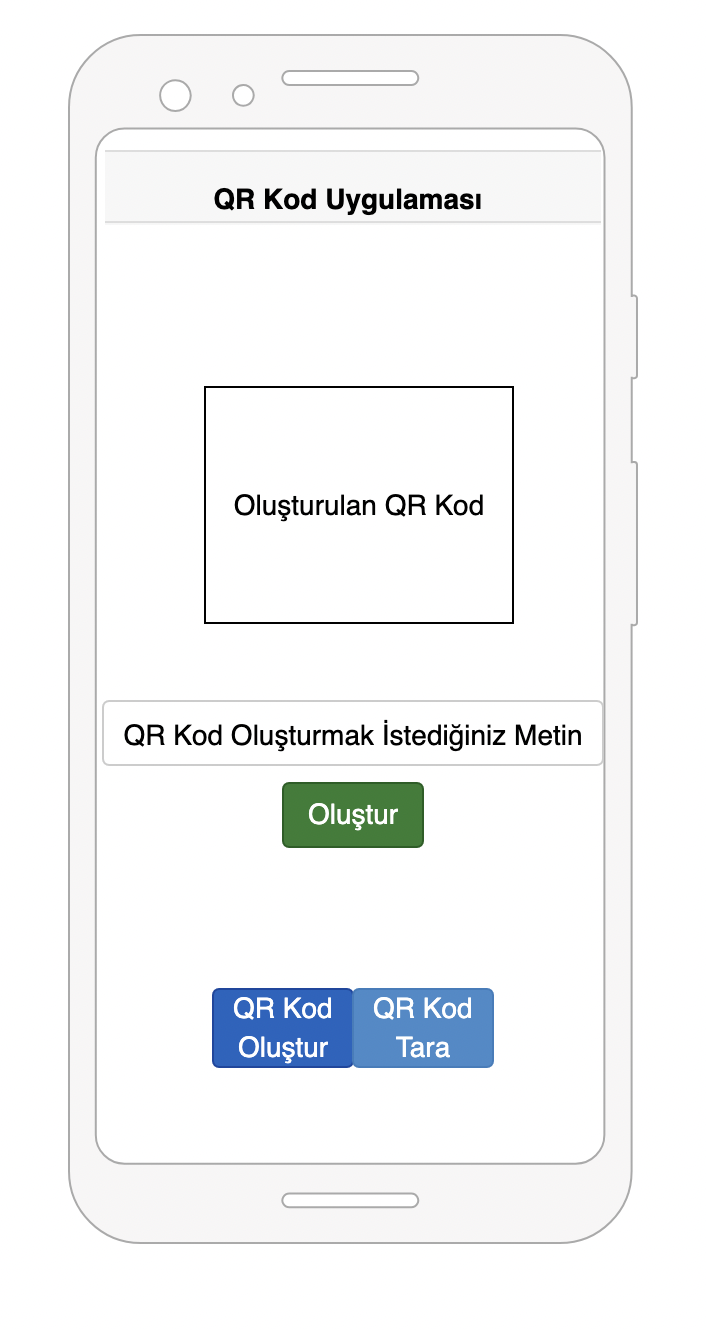 QR Kod Uygulaması
Oluşturulan QR Kod
QR Kod Oluşturmak İstediğiniz Metin
Oluştur
QR Kod
Oluştur
QR Kod
Tara